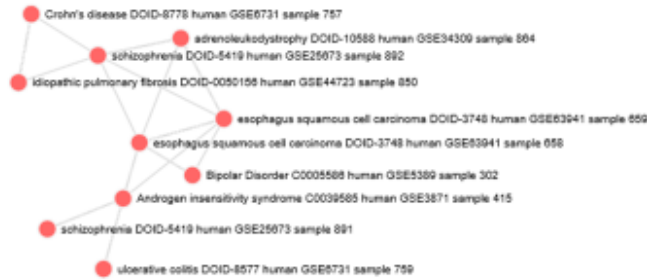 Crohn's disease DOID-8778 human GSE6731 sample 757
adrenoleukodystrophy DOID-10588 human GSE34309 sample 864
schizophrenia DOID-5419 human GSE25673 sample 892
idiopathic pulmonary fibrosis DOID-0050156 human GSE44723 sample 850
esophagus squamous cell carcinoma DOID-3748 human GSE63941 sample 659
esophagus squamous cell carcinoma DOID-3748 human GSE63941 sample 658
Bipolar Disorder C0005586 human GSE5389 sample 302
Androgen insensitivity syndrome C0039585 human GSE3871 sample 415
schizophrenia DOID-5419 human GSE25673 sample 891
ulcerative colitis DOID-8577 human GSE6731 sample 759